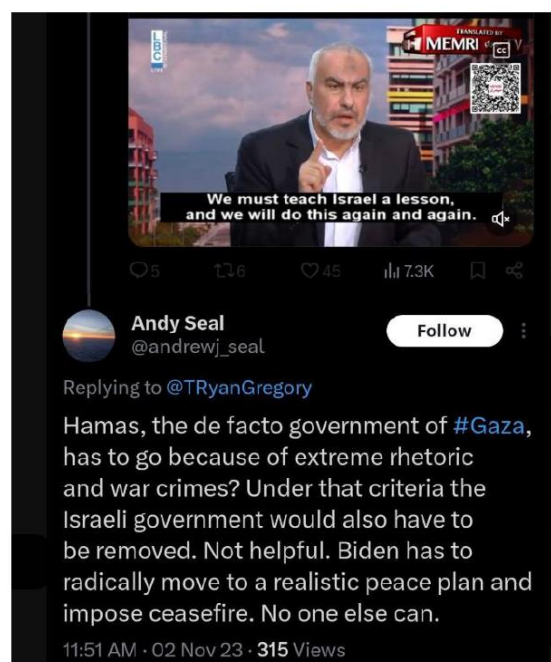 LBC
LIVE
TRANSLATED BY
MEMRI TV
CC
We must teach Israel a lesson,
and we will do this again and again.
5 6 45 7.3K
Andy Seal
@andrewj_seal
Follow
Replying to @TRyanGregory
Hamas, the de facto government of #Gaza,
has to go because of extreme rhetoric
and war crimes? Under that criteria the
Israeli government would also have to
be removed. Not helpful. Biden has to
radically move to a realistic peace plan and
impose ceasefire. No one else can.
11:51 AM · 02 Nov 23 · 315 Views